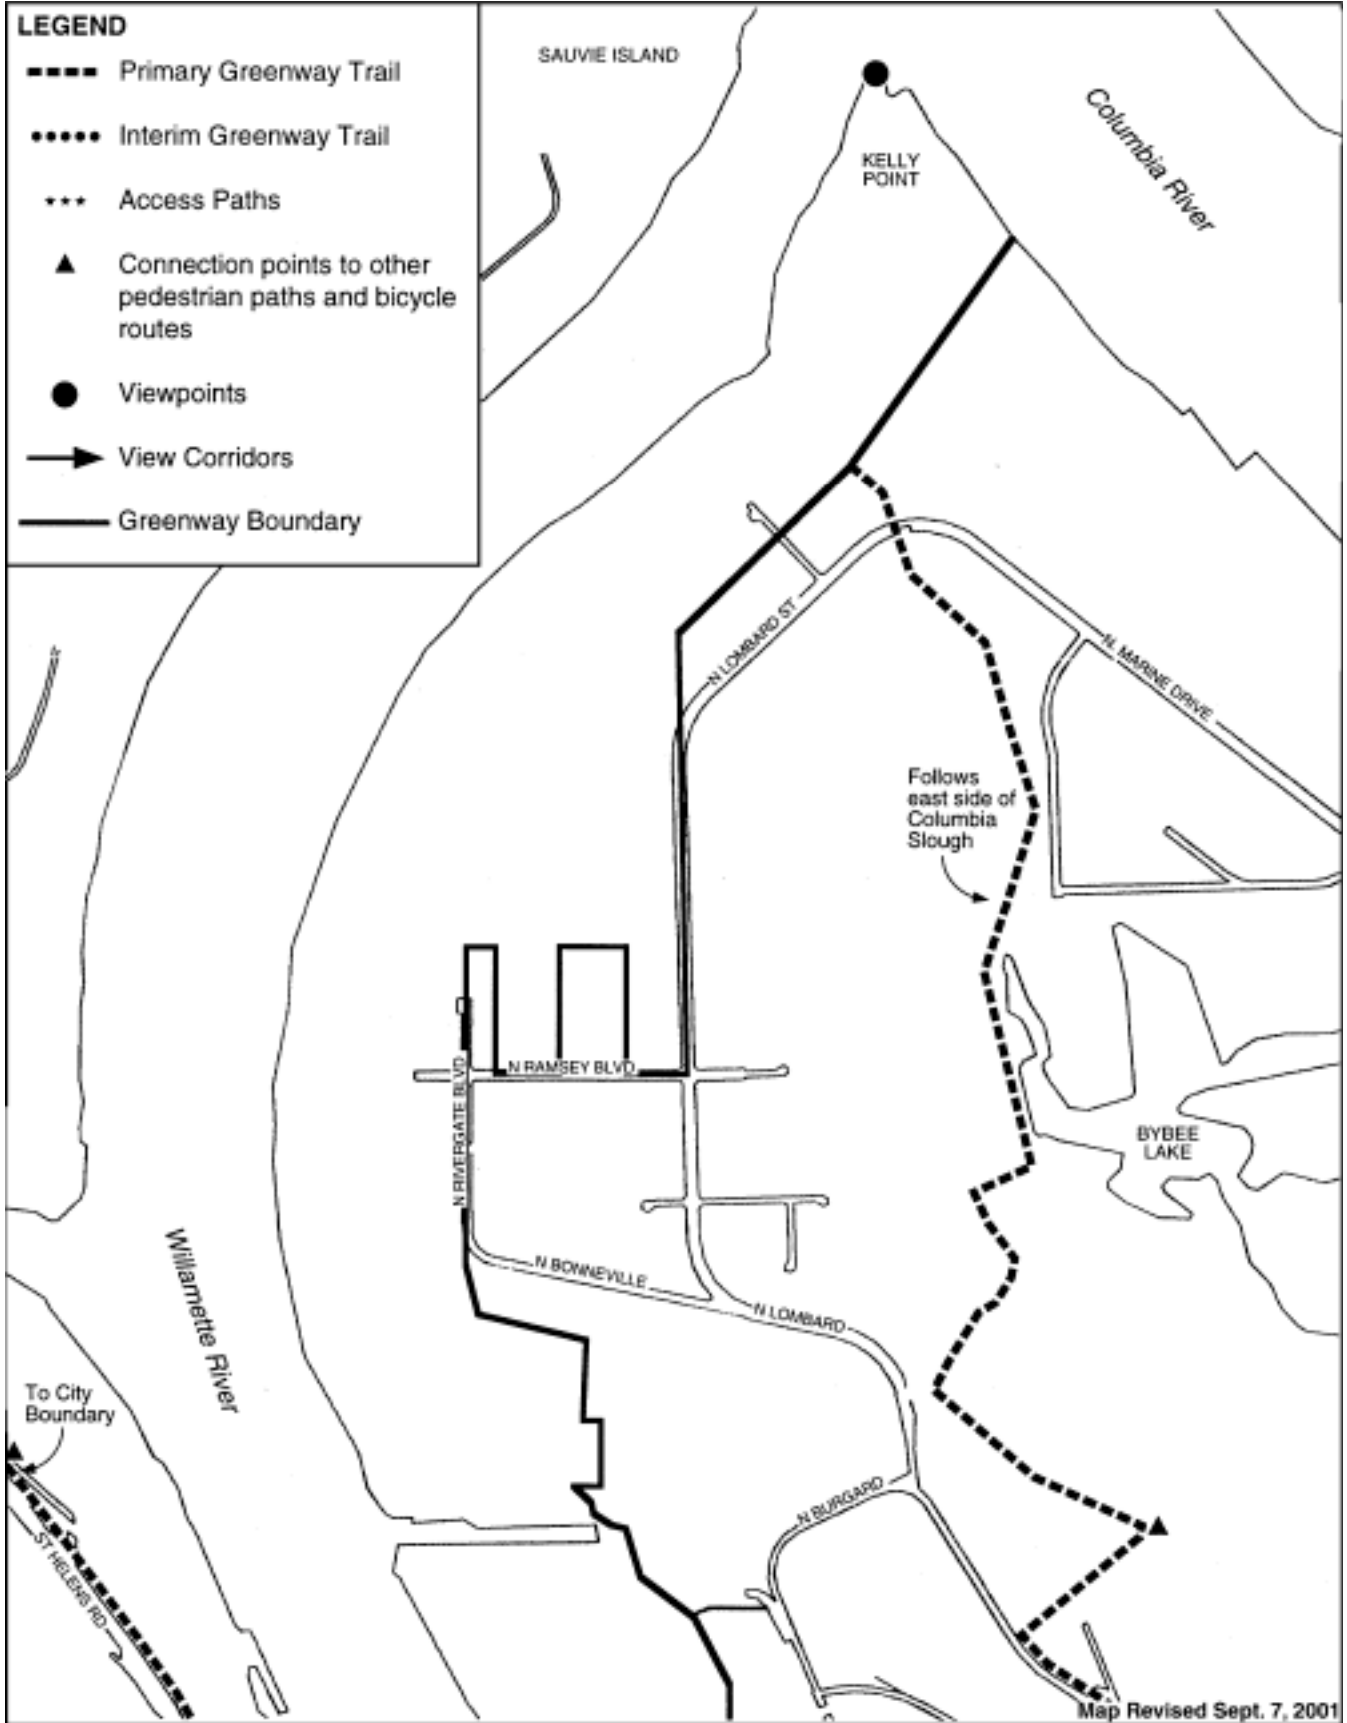 LEGEND
Primary Greenway Trail
Interim Greenway Trail
Access Paths
Connection points to other
pedestrian paths and bicycle
routes
Viewpoints
View Corridors
Greenway Boundary
SAUVIE ISLAND
Columbia River
KELLY
POINT
N LOMBARD ST
N. MARINE DRIVE
Follows
east side of
Columbia
Slough
N RAMSEY BLVD
N RIVERGATE BLVD
BYBEE
LAKE
Willamette River
N BONNEVILLE
N LOMBARD
To City
Boundary
N BURGARD
ST HELENS RD
Map Revised Sept. 7, 2001